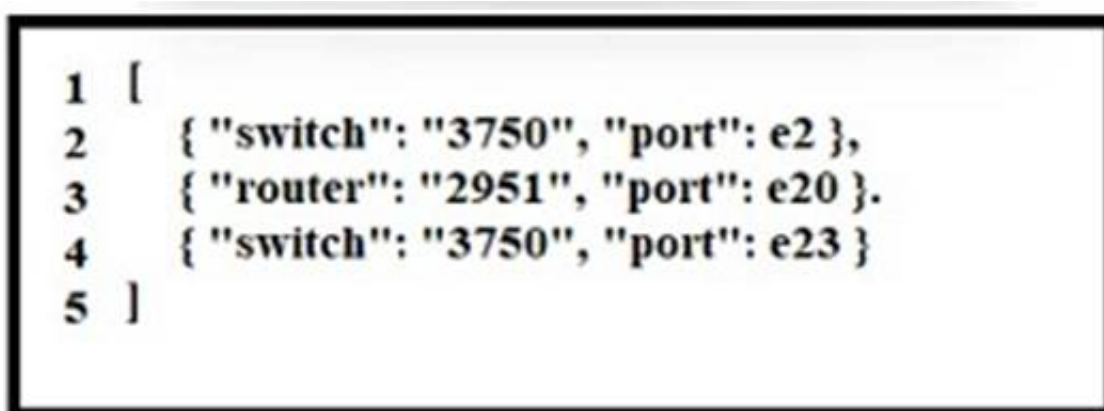 1 [
2 { "switch": "3750", "port": e2 },
3 { "router": "2951", "port": e20 }.
4 { "switch": "3750", "port": e23 }
5 ]